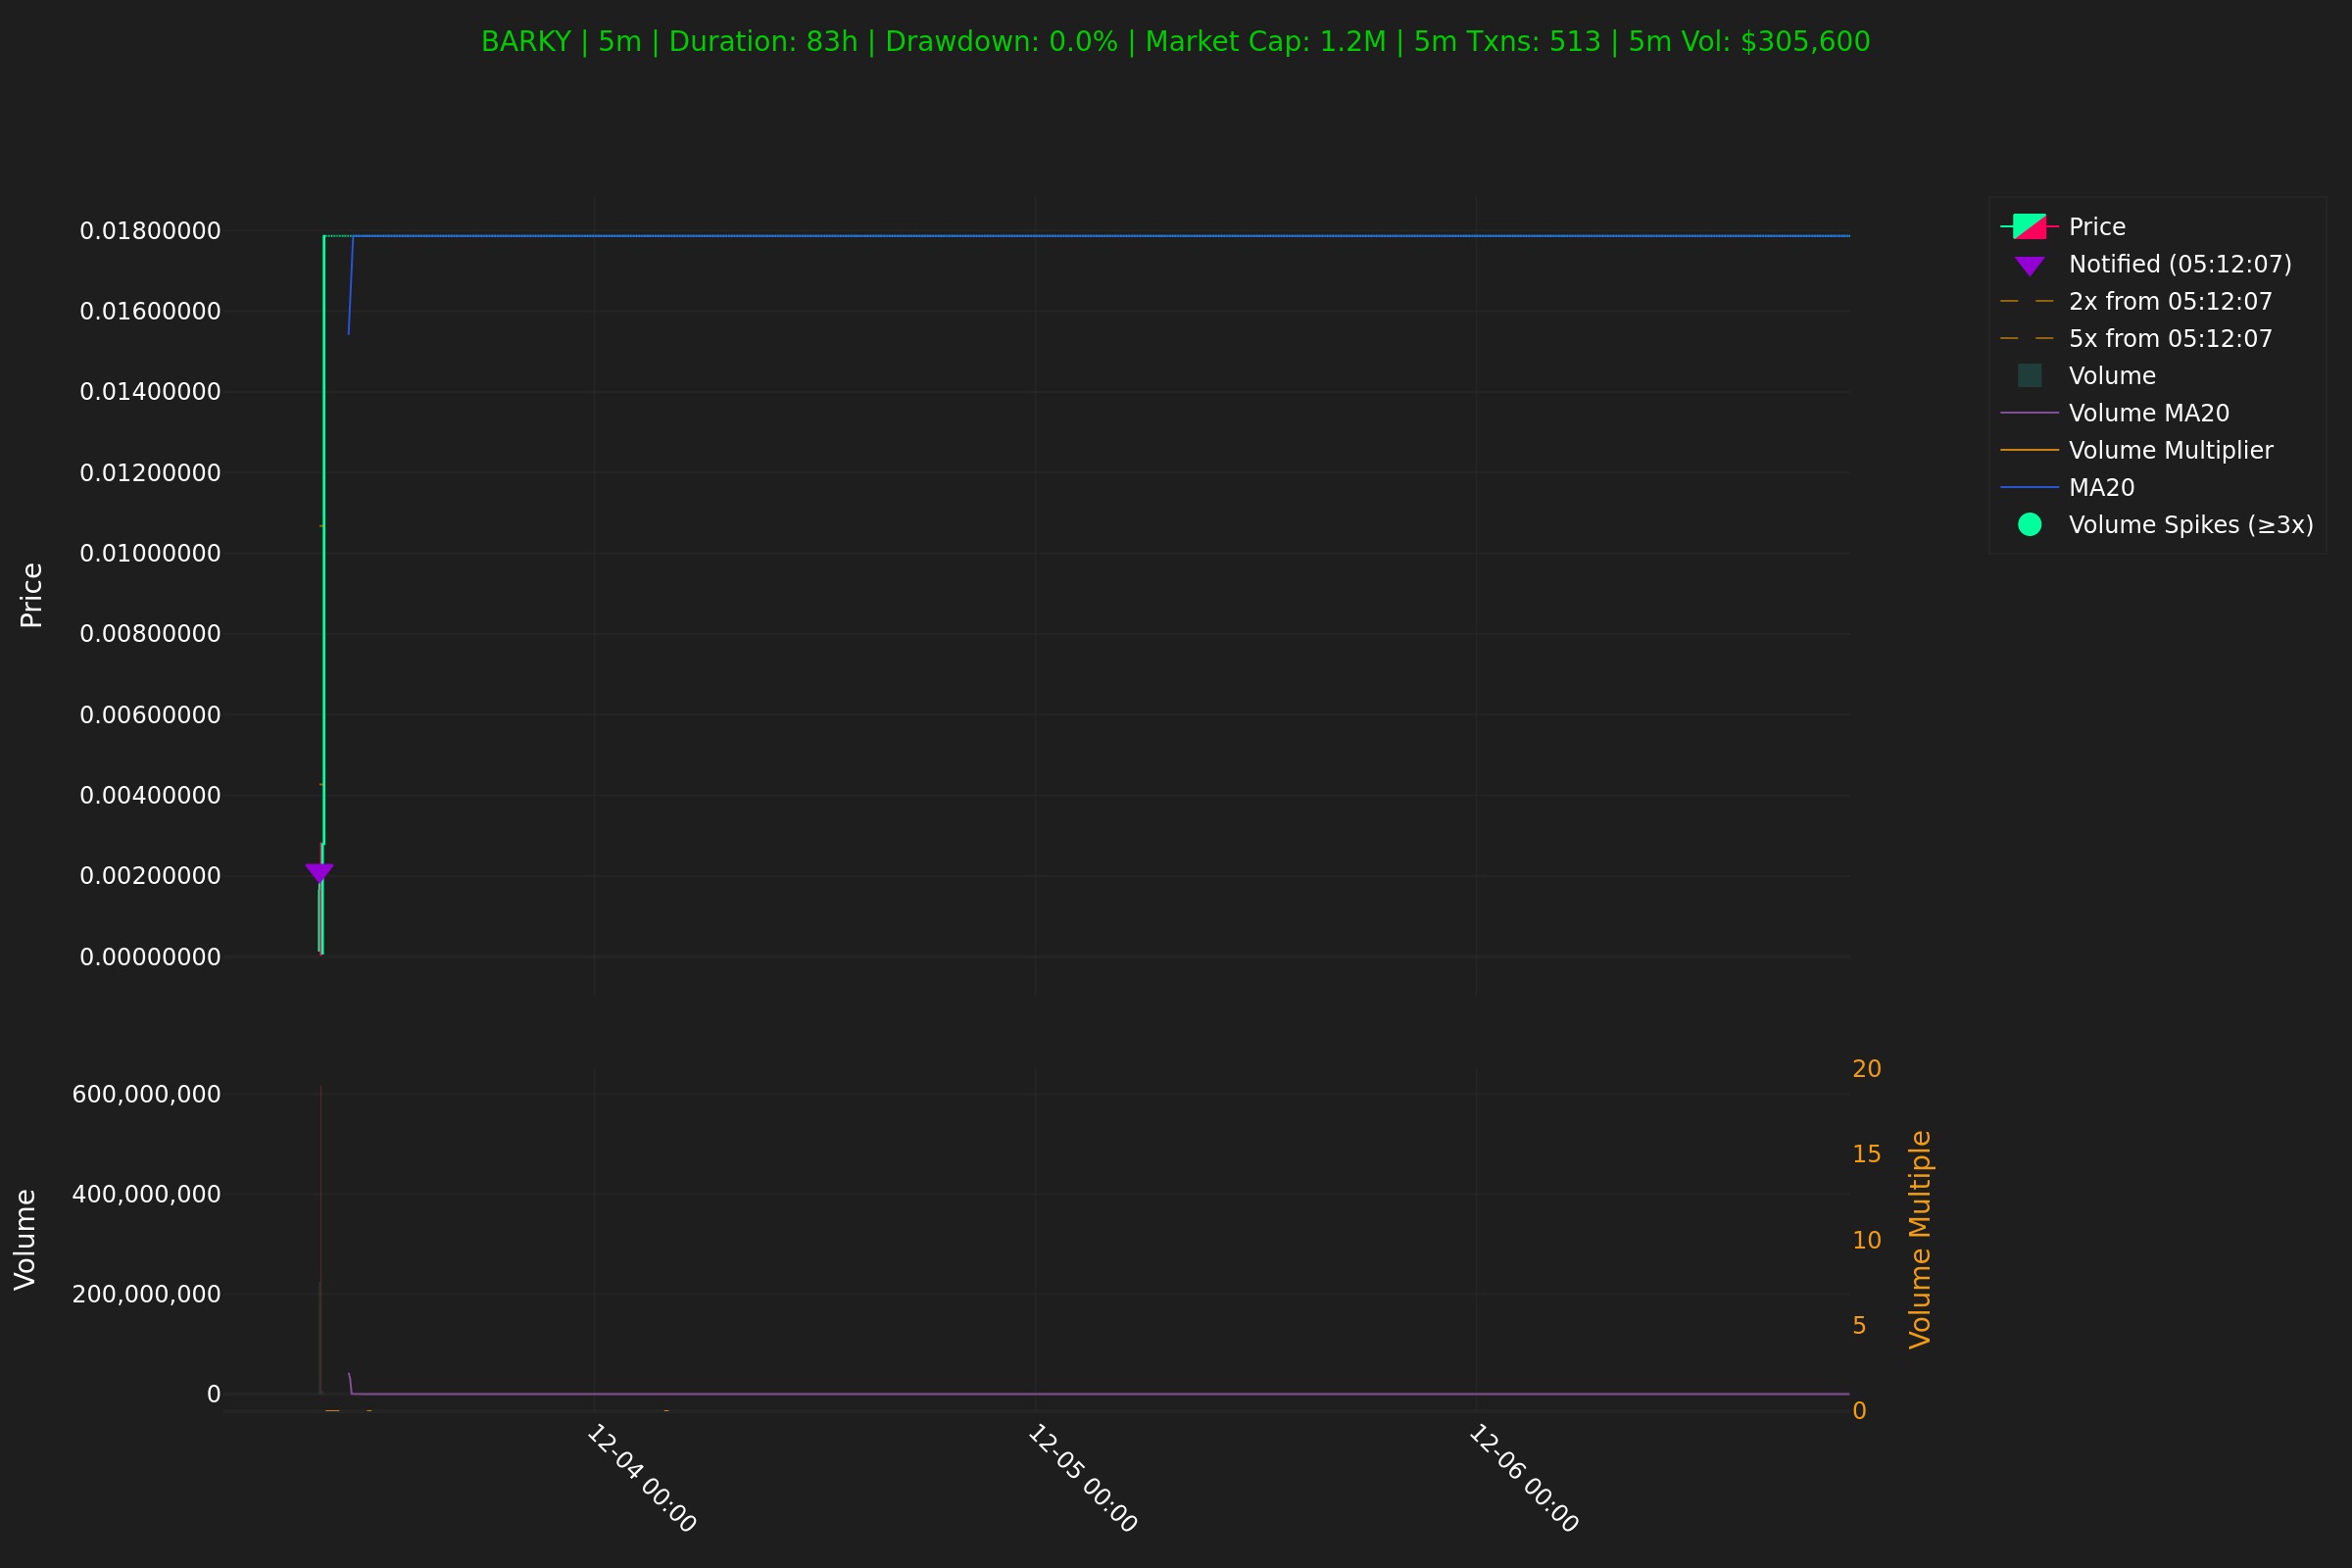 BARKY | 5m | Duration: 83h | Drawdown: 0.0% | Market Cap: 1.2M | 5m Txns: 513 | 5m Vol: $305,600
0.01800000
0.01600000
0.01400000
0.01200000
0.01000000
0.00800000
0.00600000
0.00400000
0.00200000
0.00000000
Price
Price
Notified (05:12:07)
2x from 05:12:07
5x from 05:12:07
Volume
Volume MA20
Volume Multiplier
MA20
Volume Spikes (≥3x)
600,000,000
400,000,000
200,000,000
0
Volume
20
15
10
5
0
Volume Multiple
12-04 00:00
12-05 00:00
12-06 00:00